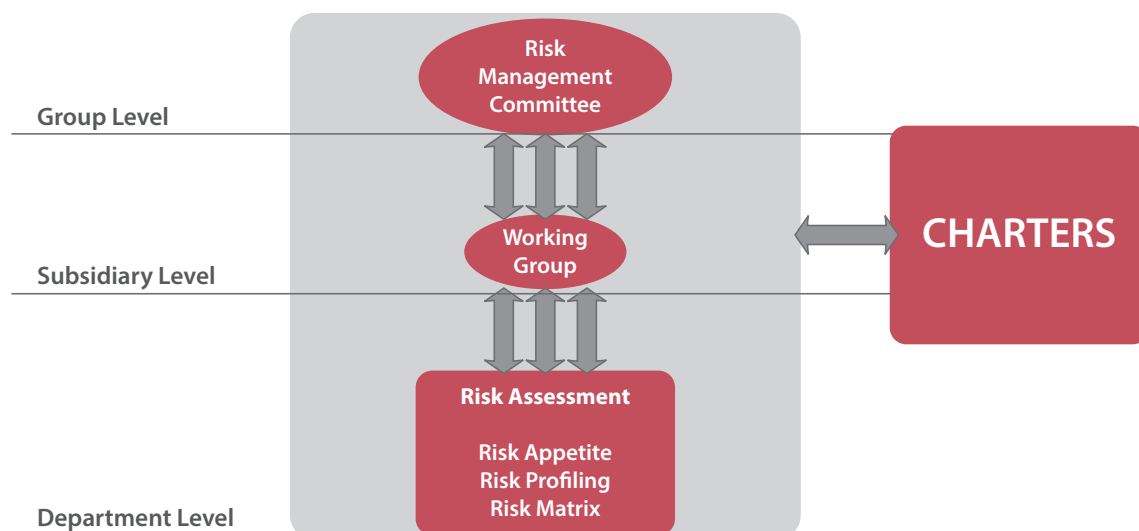 Risk
Management
Committee
Group Level
CHARTERS
Working
Group
Subsidiary Level
Risk Assessment
Risk Appetite
Risk Profiling
Risk Matrix
Department Level